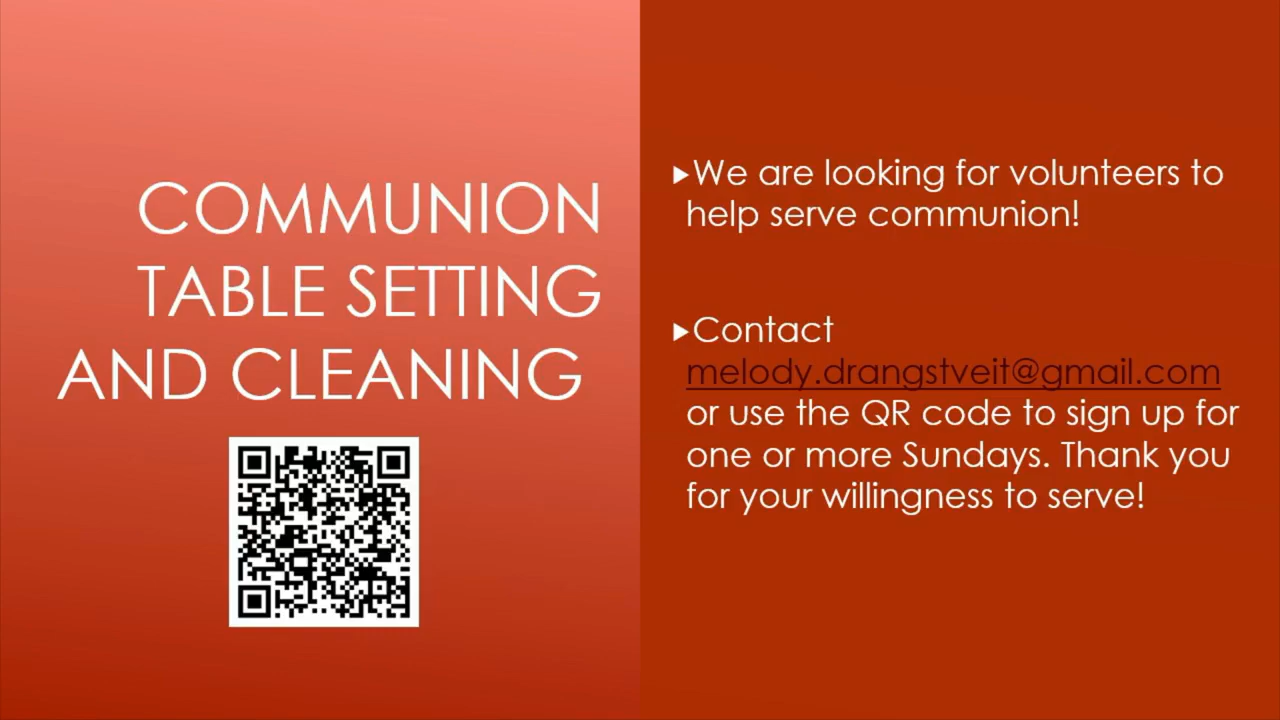 COMMUNION
TABLE SETTING
AND CLEANING
We are looking for volunteers to
help serve communion!
Contact
melody.drangstveit@gmail.com
or use the QR code to sign up for
one or more Sundays. Thank you
for your willingness to serve!